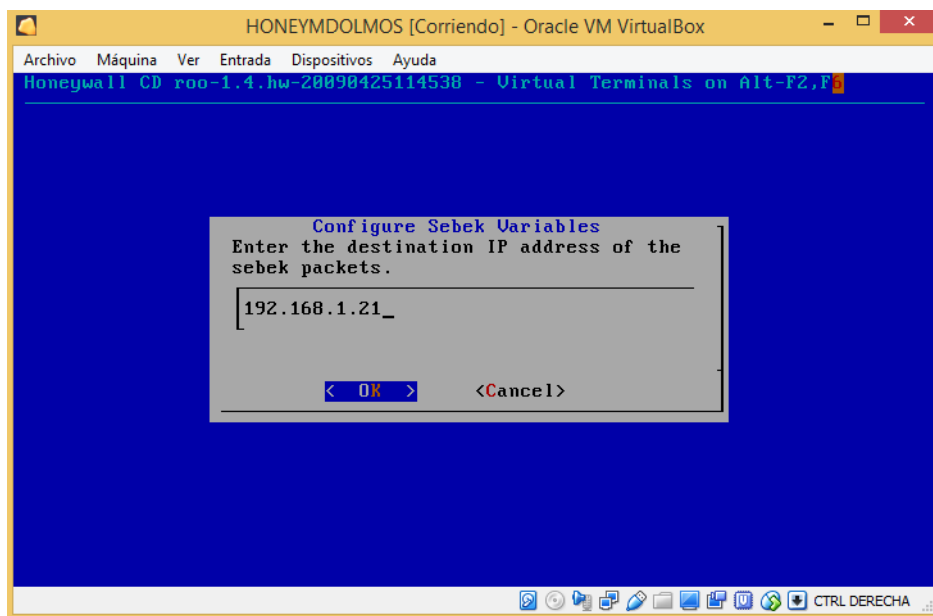 HONEYMDOLMOS [Corriendo] - Oracle VM VirtualBox
Archivo Máquina Ver Entrada Dispositivos Ayuda
Honeywall CD roo-1.4.hw-20090425114538 - Virtual Terminals on Alt-F2,F6
Configure Sebek Variables
Enter the destination IP address of the
sebek packets.
192.168.1.21_
< OK > <Cancel>
CTRL DERECHA